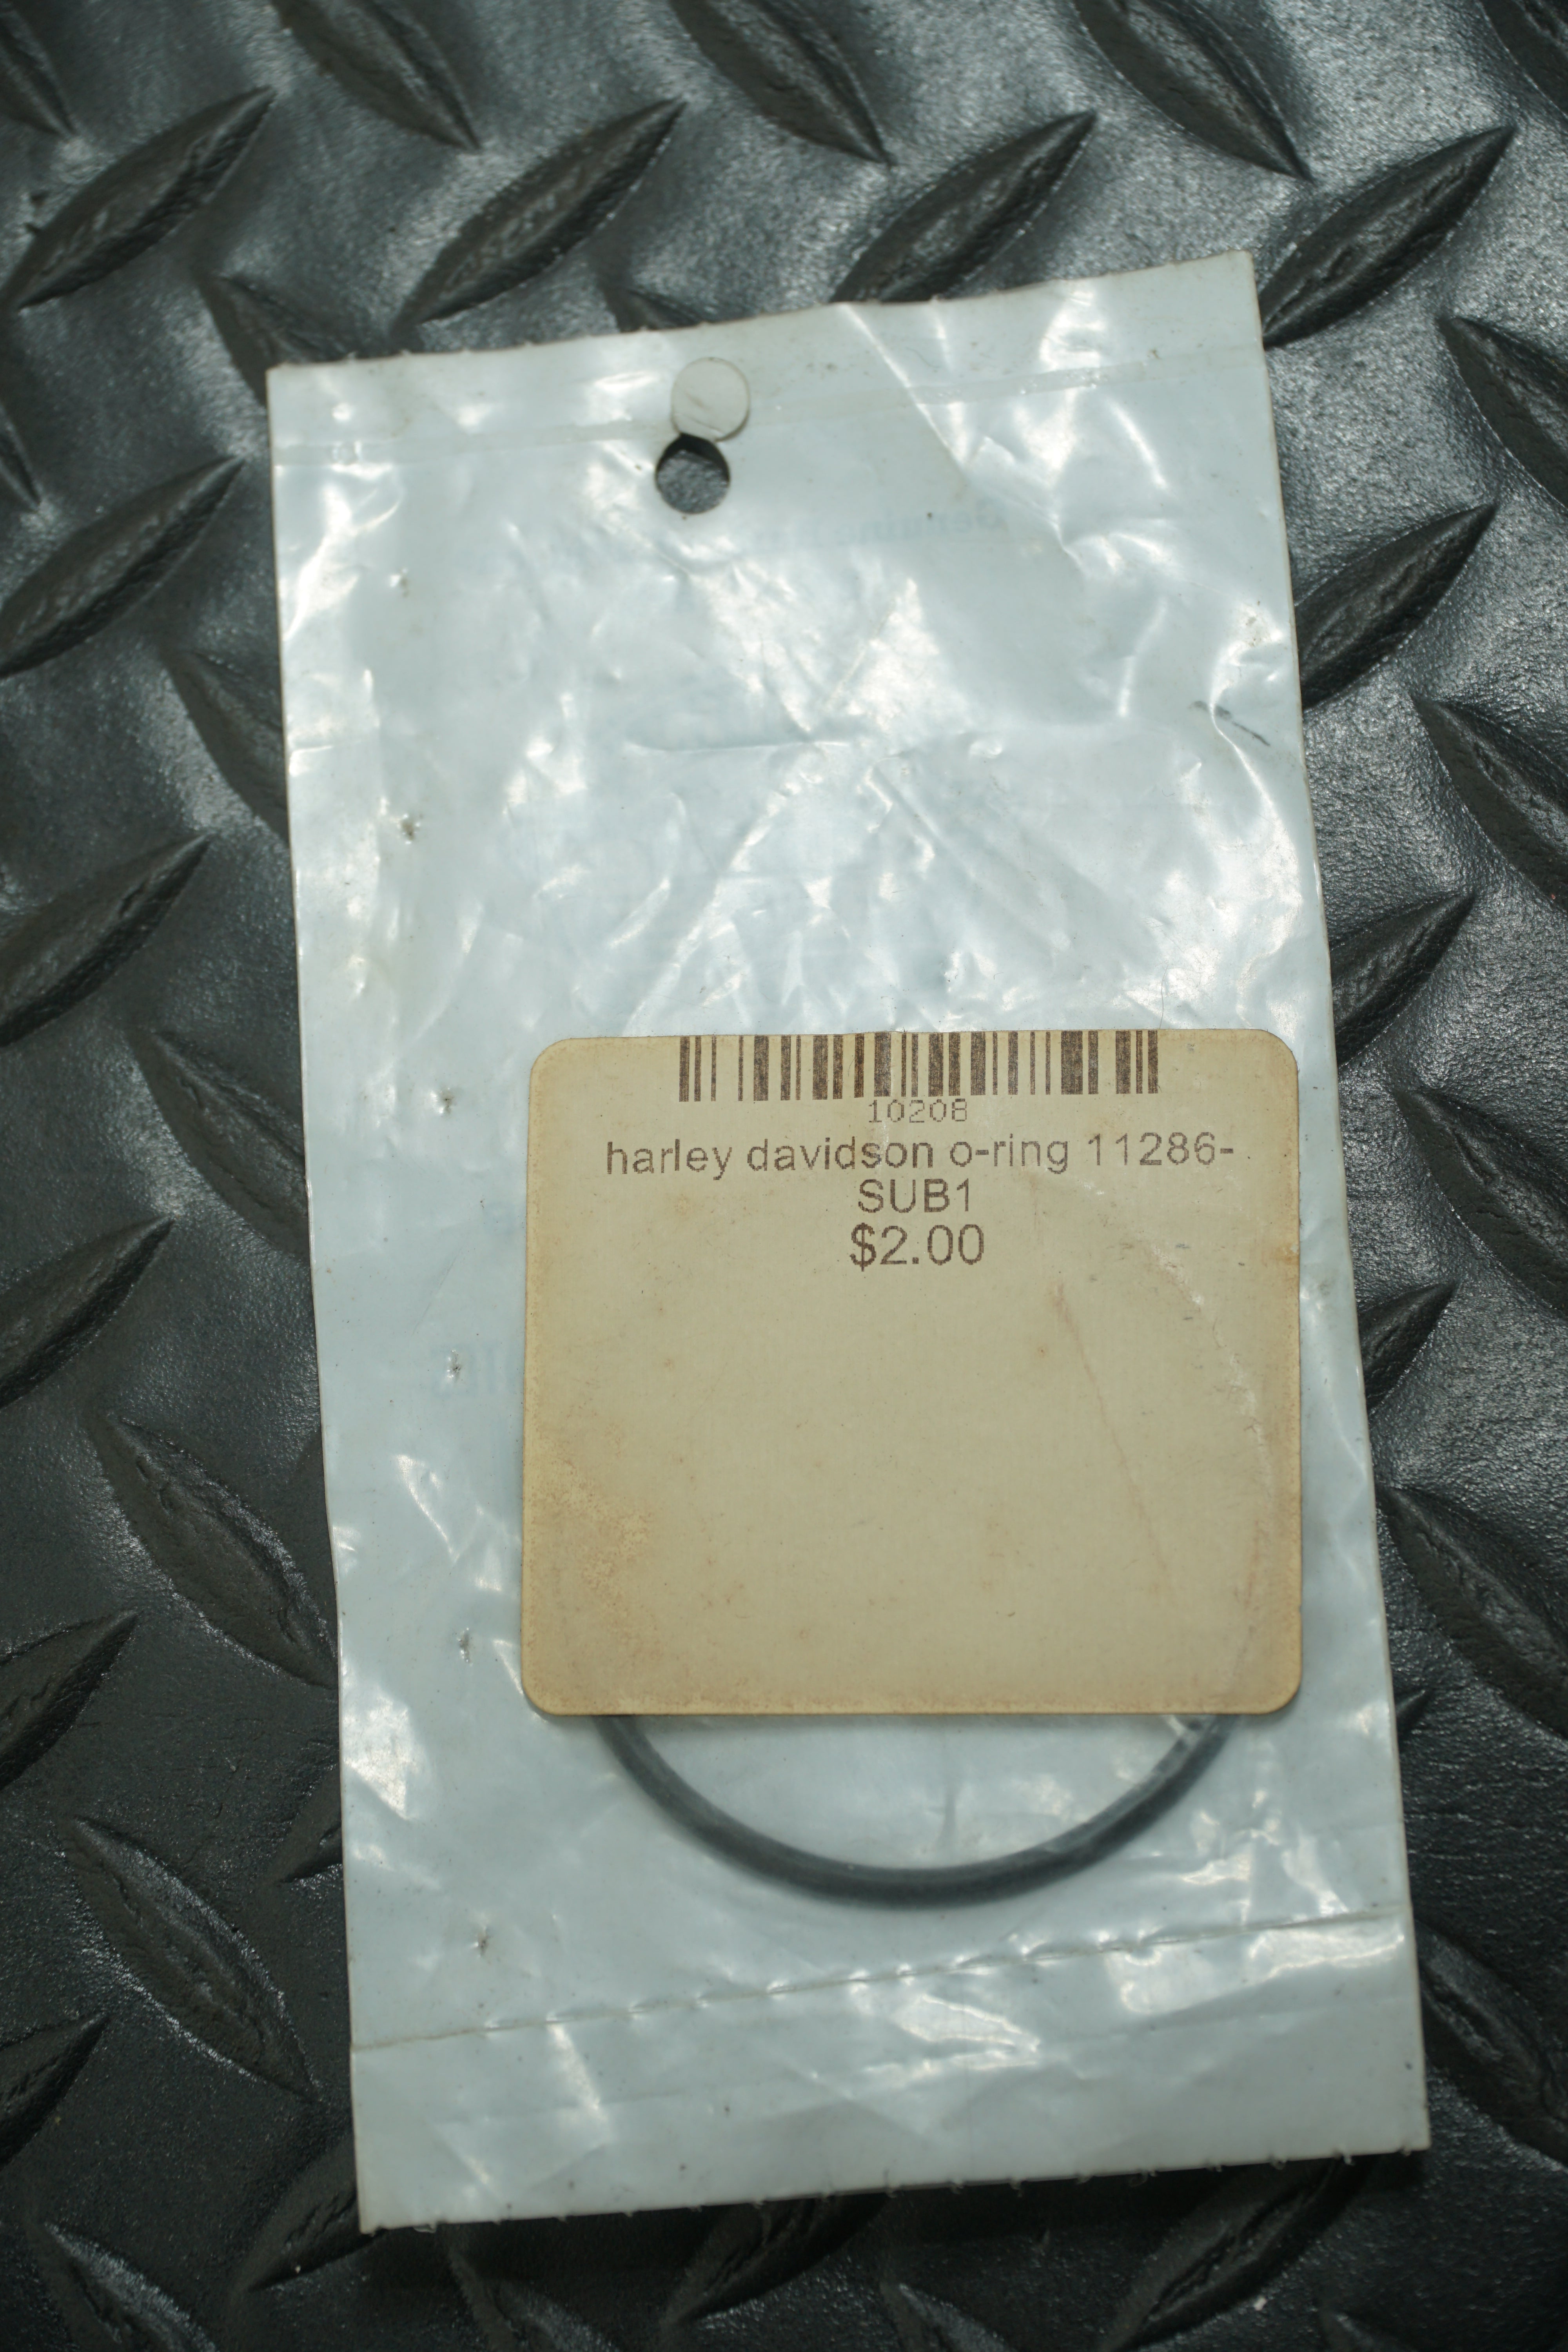 10208
harley davidson o-ring 11286-
SUB1
$2.00